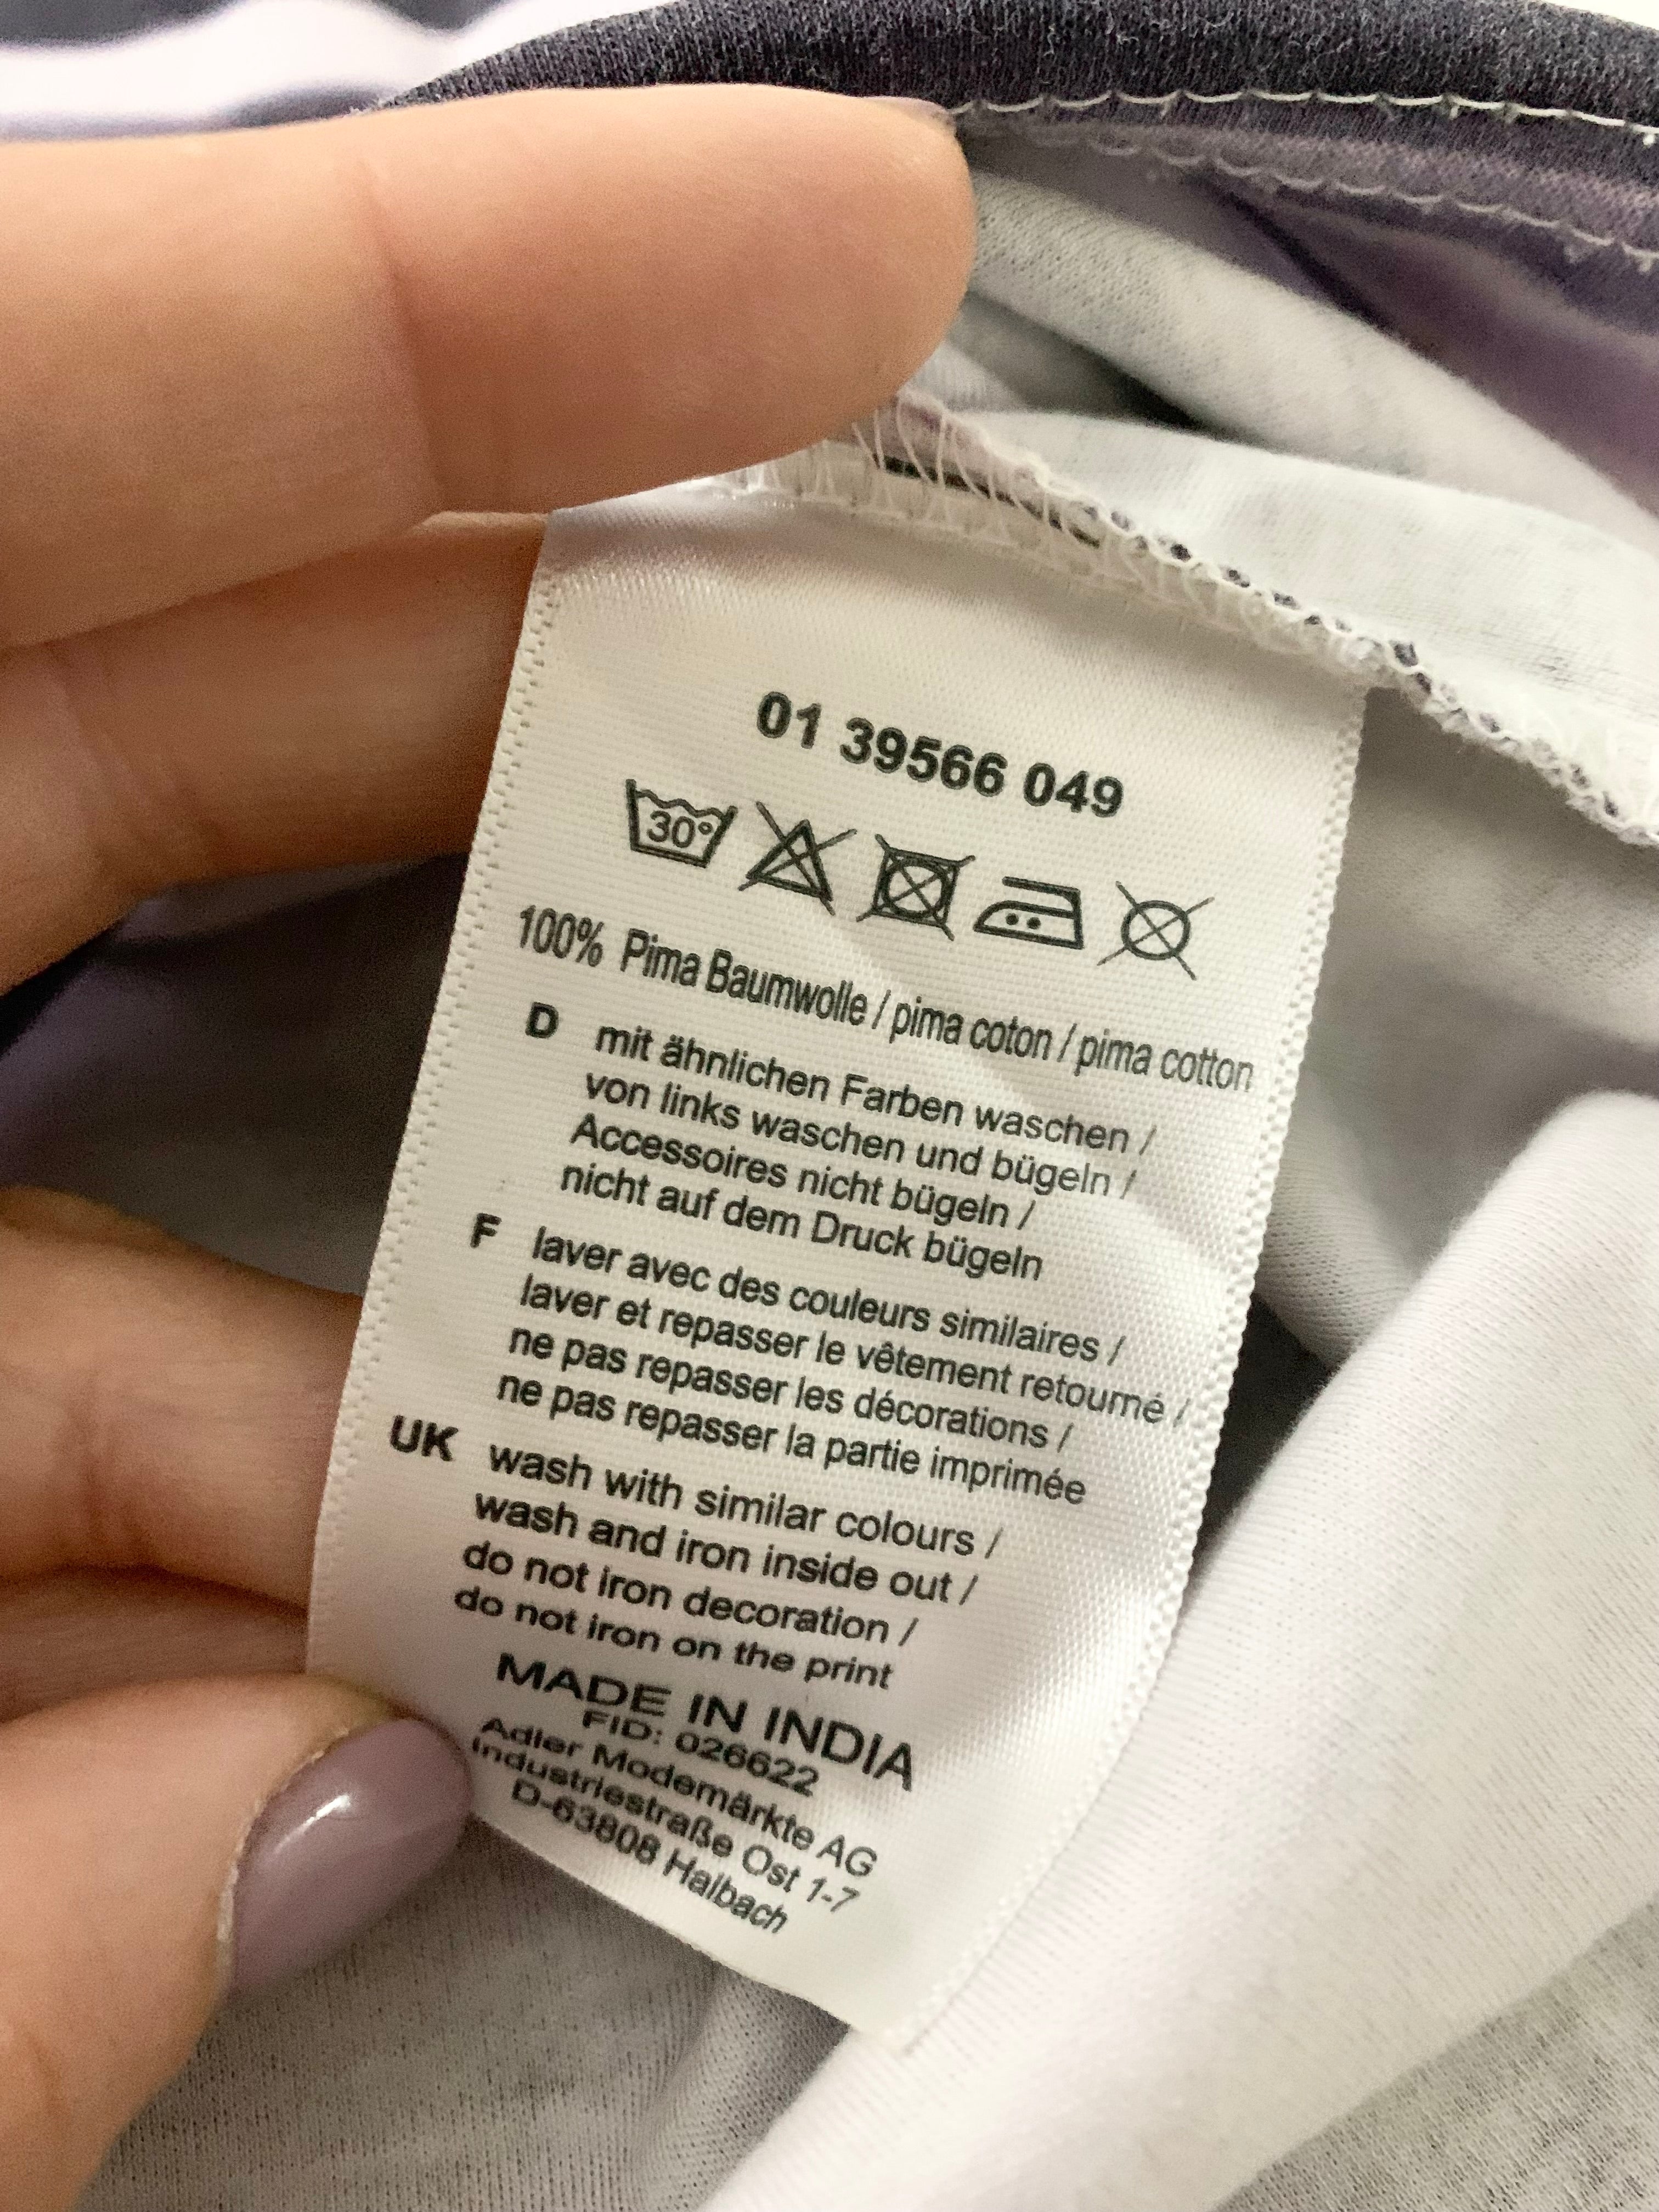 01 39566 049
30°
100% Pima Baumwolle / pima coton / pima cotton
D mit ähnlichen Farben waschen /
von links waschen und bügeln /
Accessoires nicht bügeln /
nicht auf dem Druck bügeln
F laver avec des couleurs similaires /
laver et repasser le vêtement retourné /
ne pas repasser les décorations /
ne pas repasser la partie imprimée
UK wash with similar colours /
wash and iron inside out /
do not iron decoration /
do not iron on the print
MADE IN INDIA
FID: 026622
Adler Modemärkte AG
Industriestraße Ost 1-7
D-63808 Haibach